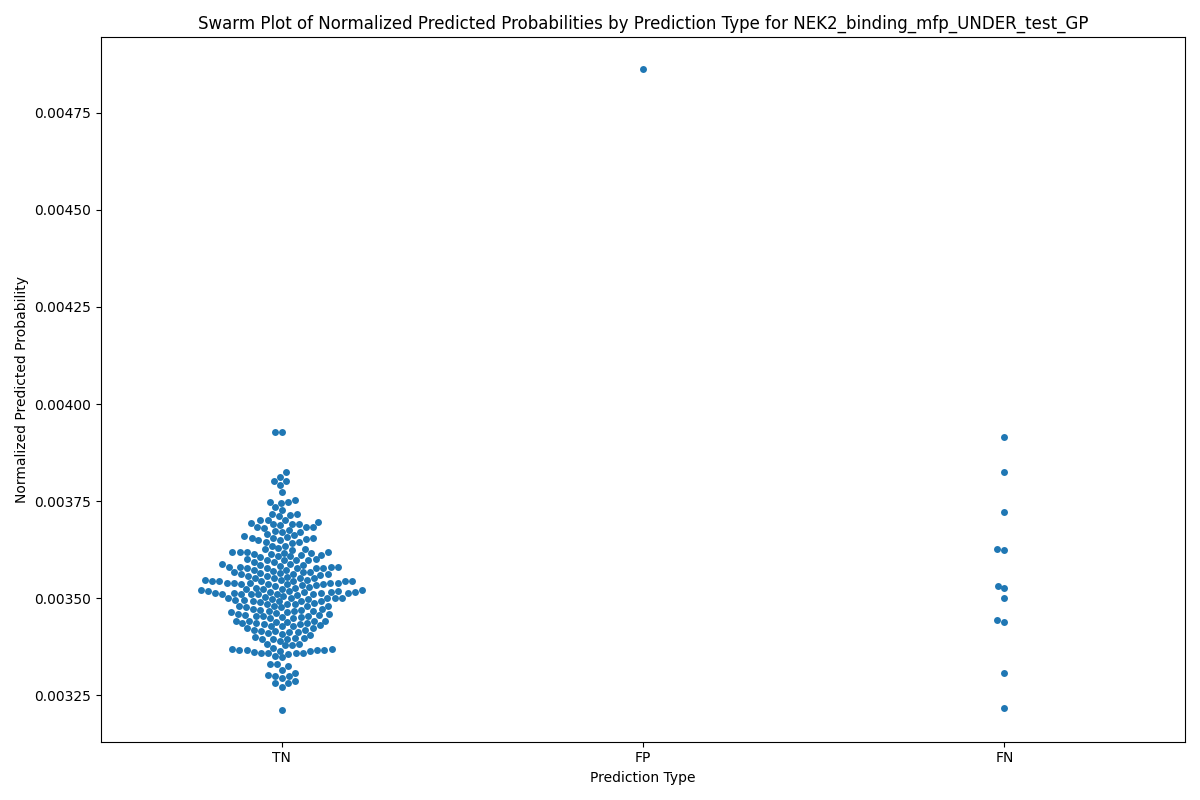 Swarm Plot of Normalized Predicted Probabilities by Prediction Type for NEK2_binding_mfp_UNDER_test_GP
Normalized Predicted Probability
0.00475
0.00450
0.00425
0.00400
0.00375
0.00350
0.00325
TN
FP
FN
Prediction Type